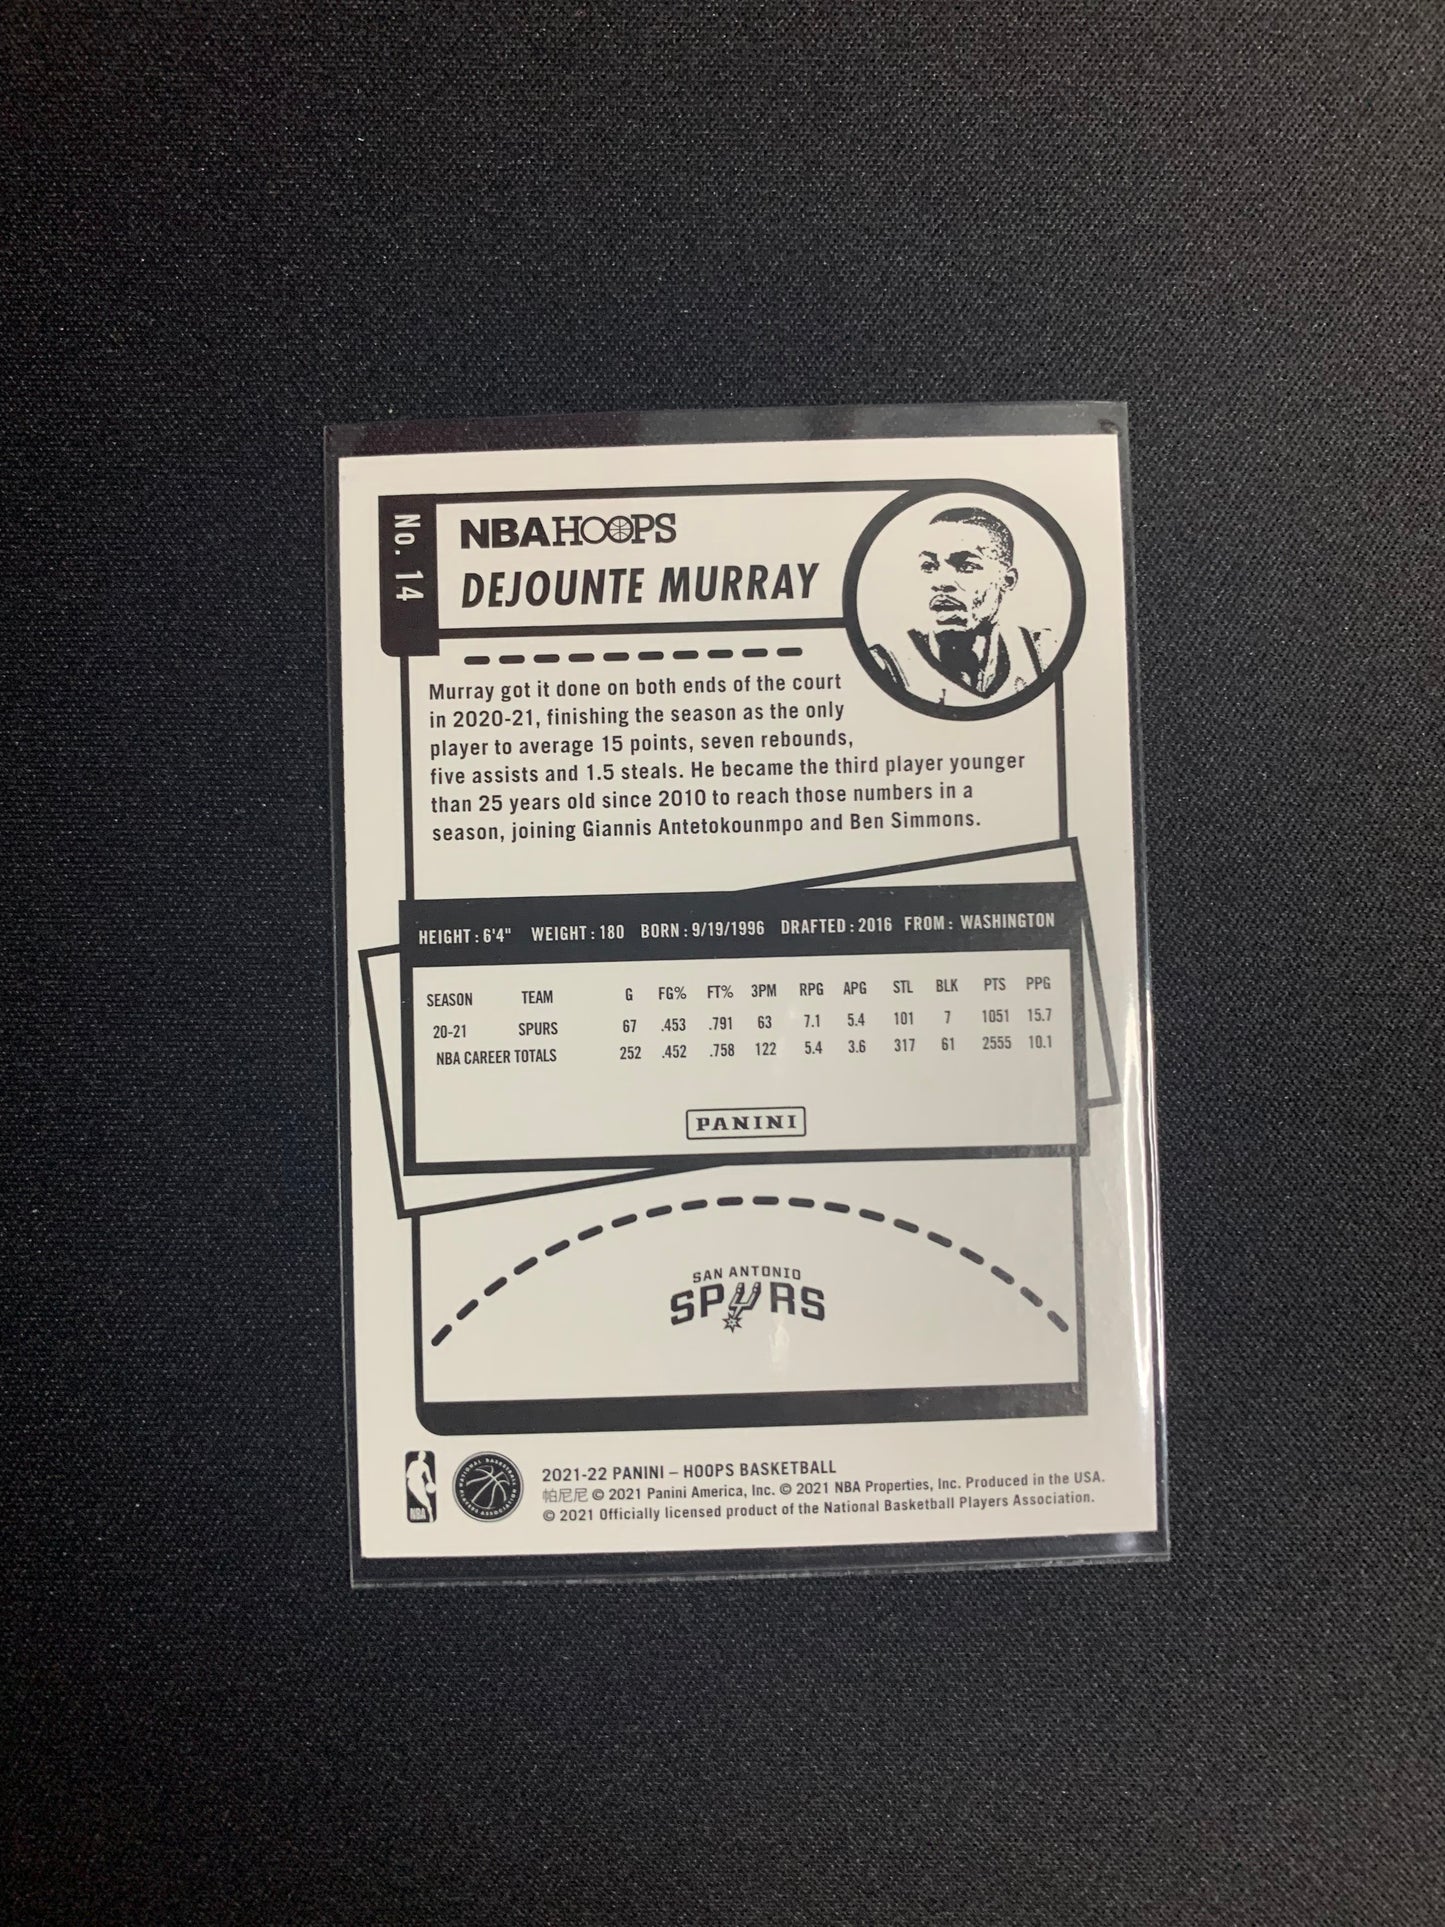 No. 14
NBA HOOPS
DEJOUNTE MURRAY
Murray got it done on both ends of the court
in 2020-21, finishing the season as the only
player to average 15 points, seven rebounds,
five assists and 1.5 steals. He became the third player younger
than 25 years old since 2010 to reach those numbers in a
season, joining Giannis Antetokounmpo and Ben Simmons.
HEIGHT: 6'4" WEIGHT: 180 BORN: 9/19/1996 DRAFTED: 2016 FROM: WASHINGTON
SEASON TEAM G FG% FT% 3PM RPG APG STL BLK PTS PPG
20-21 SPURS 67 .453 .791 63 7.1 5.4 101 7 1051 15.7
NBA CAREER TOTALS 252 .452 .758 122 5.4 3.6 317 61 2555 10.1
PANINI
SAN ANTONIO
SPURS
NBA
NATIONAL BASKETBALL PLAYERS ASSOCIATION
2021-22 PANINI – HOOPS BASKETBALL
帕尼尼 © 2021 Panini America, Inc. © 2021 NBA Properties, Inc. Produced in the USA.
© 2021 Officially licensed product of the National Basketball Players Association.